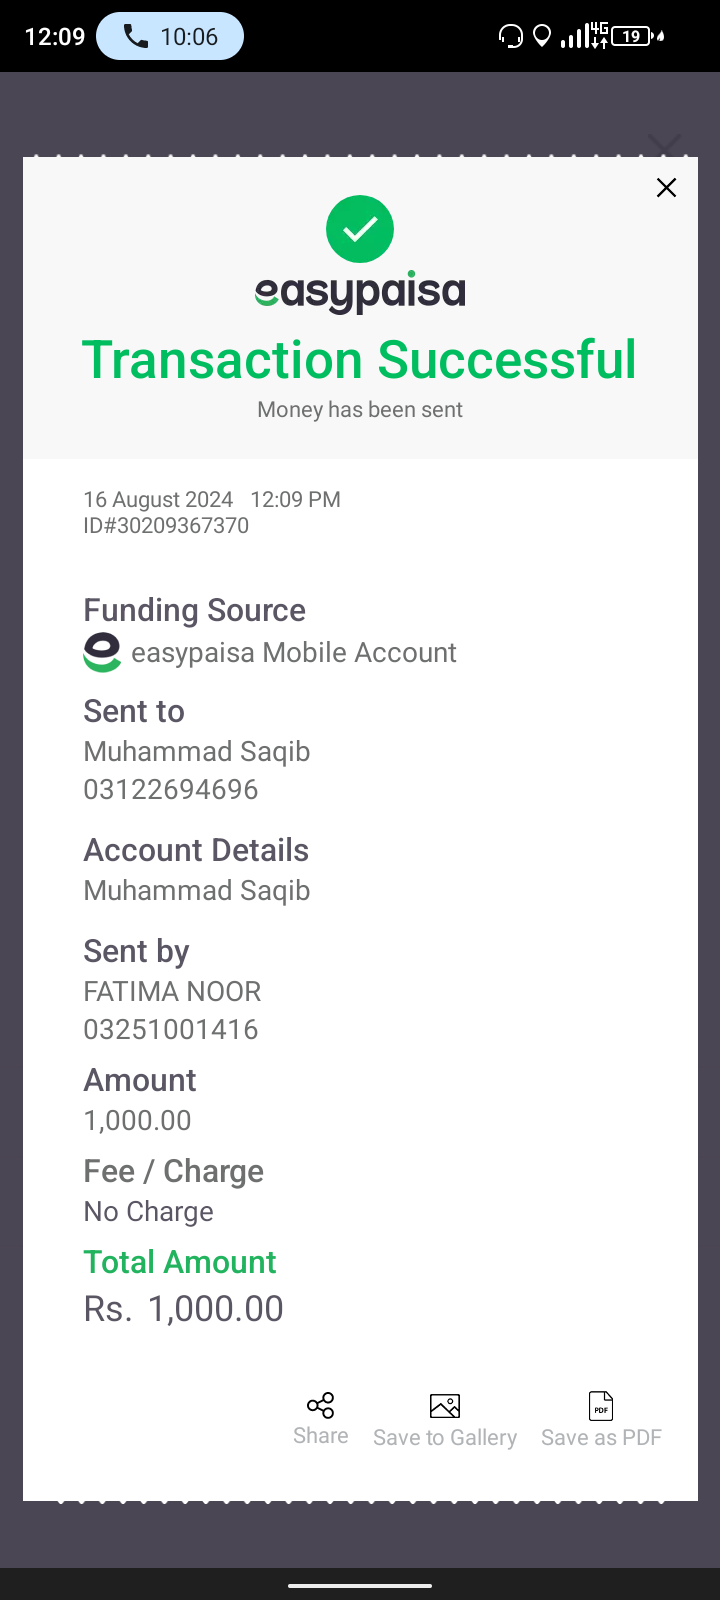 12:09 10:06 4G 19
easypaisa
Transaction Successful
Money has been sent
16 August 2024 12:09 PM
ID#30209367370
Funding Source
easypaisa Mobile Account
Sent to
Muhammad Saqib
03122694696
Account Details
Muhammad Saqib
Sent by
FATIMA NOOR
03251001416
Amount
1,000.00
Fee / Charge
No Charge
Total Amount
Rs. 1,000.00
PDF
Share Save to Gallery Save as PDF